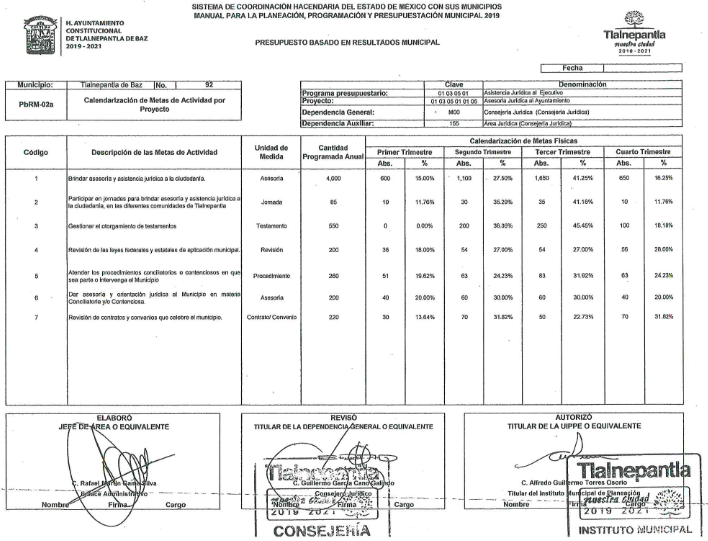 SISTEMA DE COORDINACIÓN HACENDARIA DEL ESTADO DE MÉXICO CON SUS MUNICIPIOS
MANUAL PARA LA PLANEACIÓN, PROGRAMACIÓN Y PRESUPUESTACIÓN MUNICIPAL 2019
H. AYUNTAMIENTO
CONSTITUCIONAL
DE TLALNEPANTLA DE BAZ
2019 - 2021
PRESUPUESTO BASADO EN RESULTADOS MUNICIPAL
Tlalnepantla
nuestra ciudad
2019 - 2021
Fecha
Municipio: Tlalnepantla de Baz No. 92
PbRM-02a Calendarización de Metas de Actividad por Proyecto
Clave Denominación
Programa presupuestario: 01 03 05 01 Asistencia Jurídica al Ejecutivo
Proyecto: 01 03 05 01 01 05 Asesoría Jurídica al Ayuntamiento
Dependencia General: M00 Consejería Jurídica (Consejería Jurídica)
Dependencia Auxiliar: 155 Área Jurídica (Consejería Jurídica)
Código Descripción de las Metas de Actividad Unidad de Medida Cantidad Programada Anual Calendarización de Metas Físicas
Primer Trimestre Segundo Trimestre Tercer Trimestre Cuarto Trimestre
Abs. % Abs. % Abs. % Abs. %
1 Brindar asesoría y asistencia jurídica a la ciudadanía. Asesoría 4,000 600 15.00% 1,100 27.50% 1,650 41.25% 650 16.25%
2 Participar en jornadas para brindar asesoría y asistencia jurídica a la ciudadanía, en las diferentes comunidades de Tlalnepantla Jornada 85 10 11.76% 30 35.29% 35 41.18% 10 11.76%
3 Gestionar el otorgamiento de testamentos Testamento 550 0 0.00% 200 36.36% 250 45.45% 100 18.18%
4 Revisión de las leyes federales y estatales de aplicación municipal. Revisión 200 36 18.00% 54 27.00% 54 27.00% 56 28.00%
5 Atender los procedimientos conciliatorios o contenciosos en que sea parte o intervenga el Municipio Procedimiento 260 51 19.62% 63 24.23% 83 31.92% 63 24.23%
6 Dar asesoría y orientación jurídica al Municipio en materia Conciliatoria y/o Contenciosa. Asesoría 200 40 20.00% 60 30.00% 60 30.00% 40 20.00%
7 Revisión de contratos y convenios que celebre el municipio. Contrato/ Convenio 220 30 13.64% 70 31.82% 50 22.73% 70 31.82%
ELABORÓ
JEFE DE ÁREA O EQUIVALENTE
C. Rafael
Enlace Administrativo
Nombre Firma Cargo
REVISÓ
TITULAR DE LA DEPENDENCIA GENERAL O EQUIVALENTE
Tlalnepantla
C. Guillermo García Cano Galindo
Consejero Jurídico
Nombre Firma Cargo
2019 2021
CONSEJERÍA
AUTORIZÓ
TITULAR DE LA UIPPE O EQUIVALENTE
Tlalnepantla
C. Alfredo Guillermo Torres Osorio
Titular del Instituto Municipal de Planeación
nuestra ciudad
Nombre Firma Cargo
2019 2021
INSTITUTO MUNICIPAL